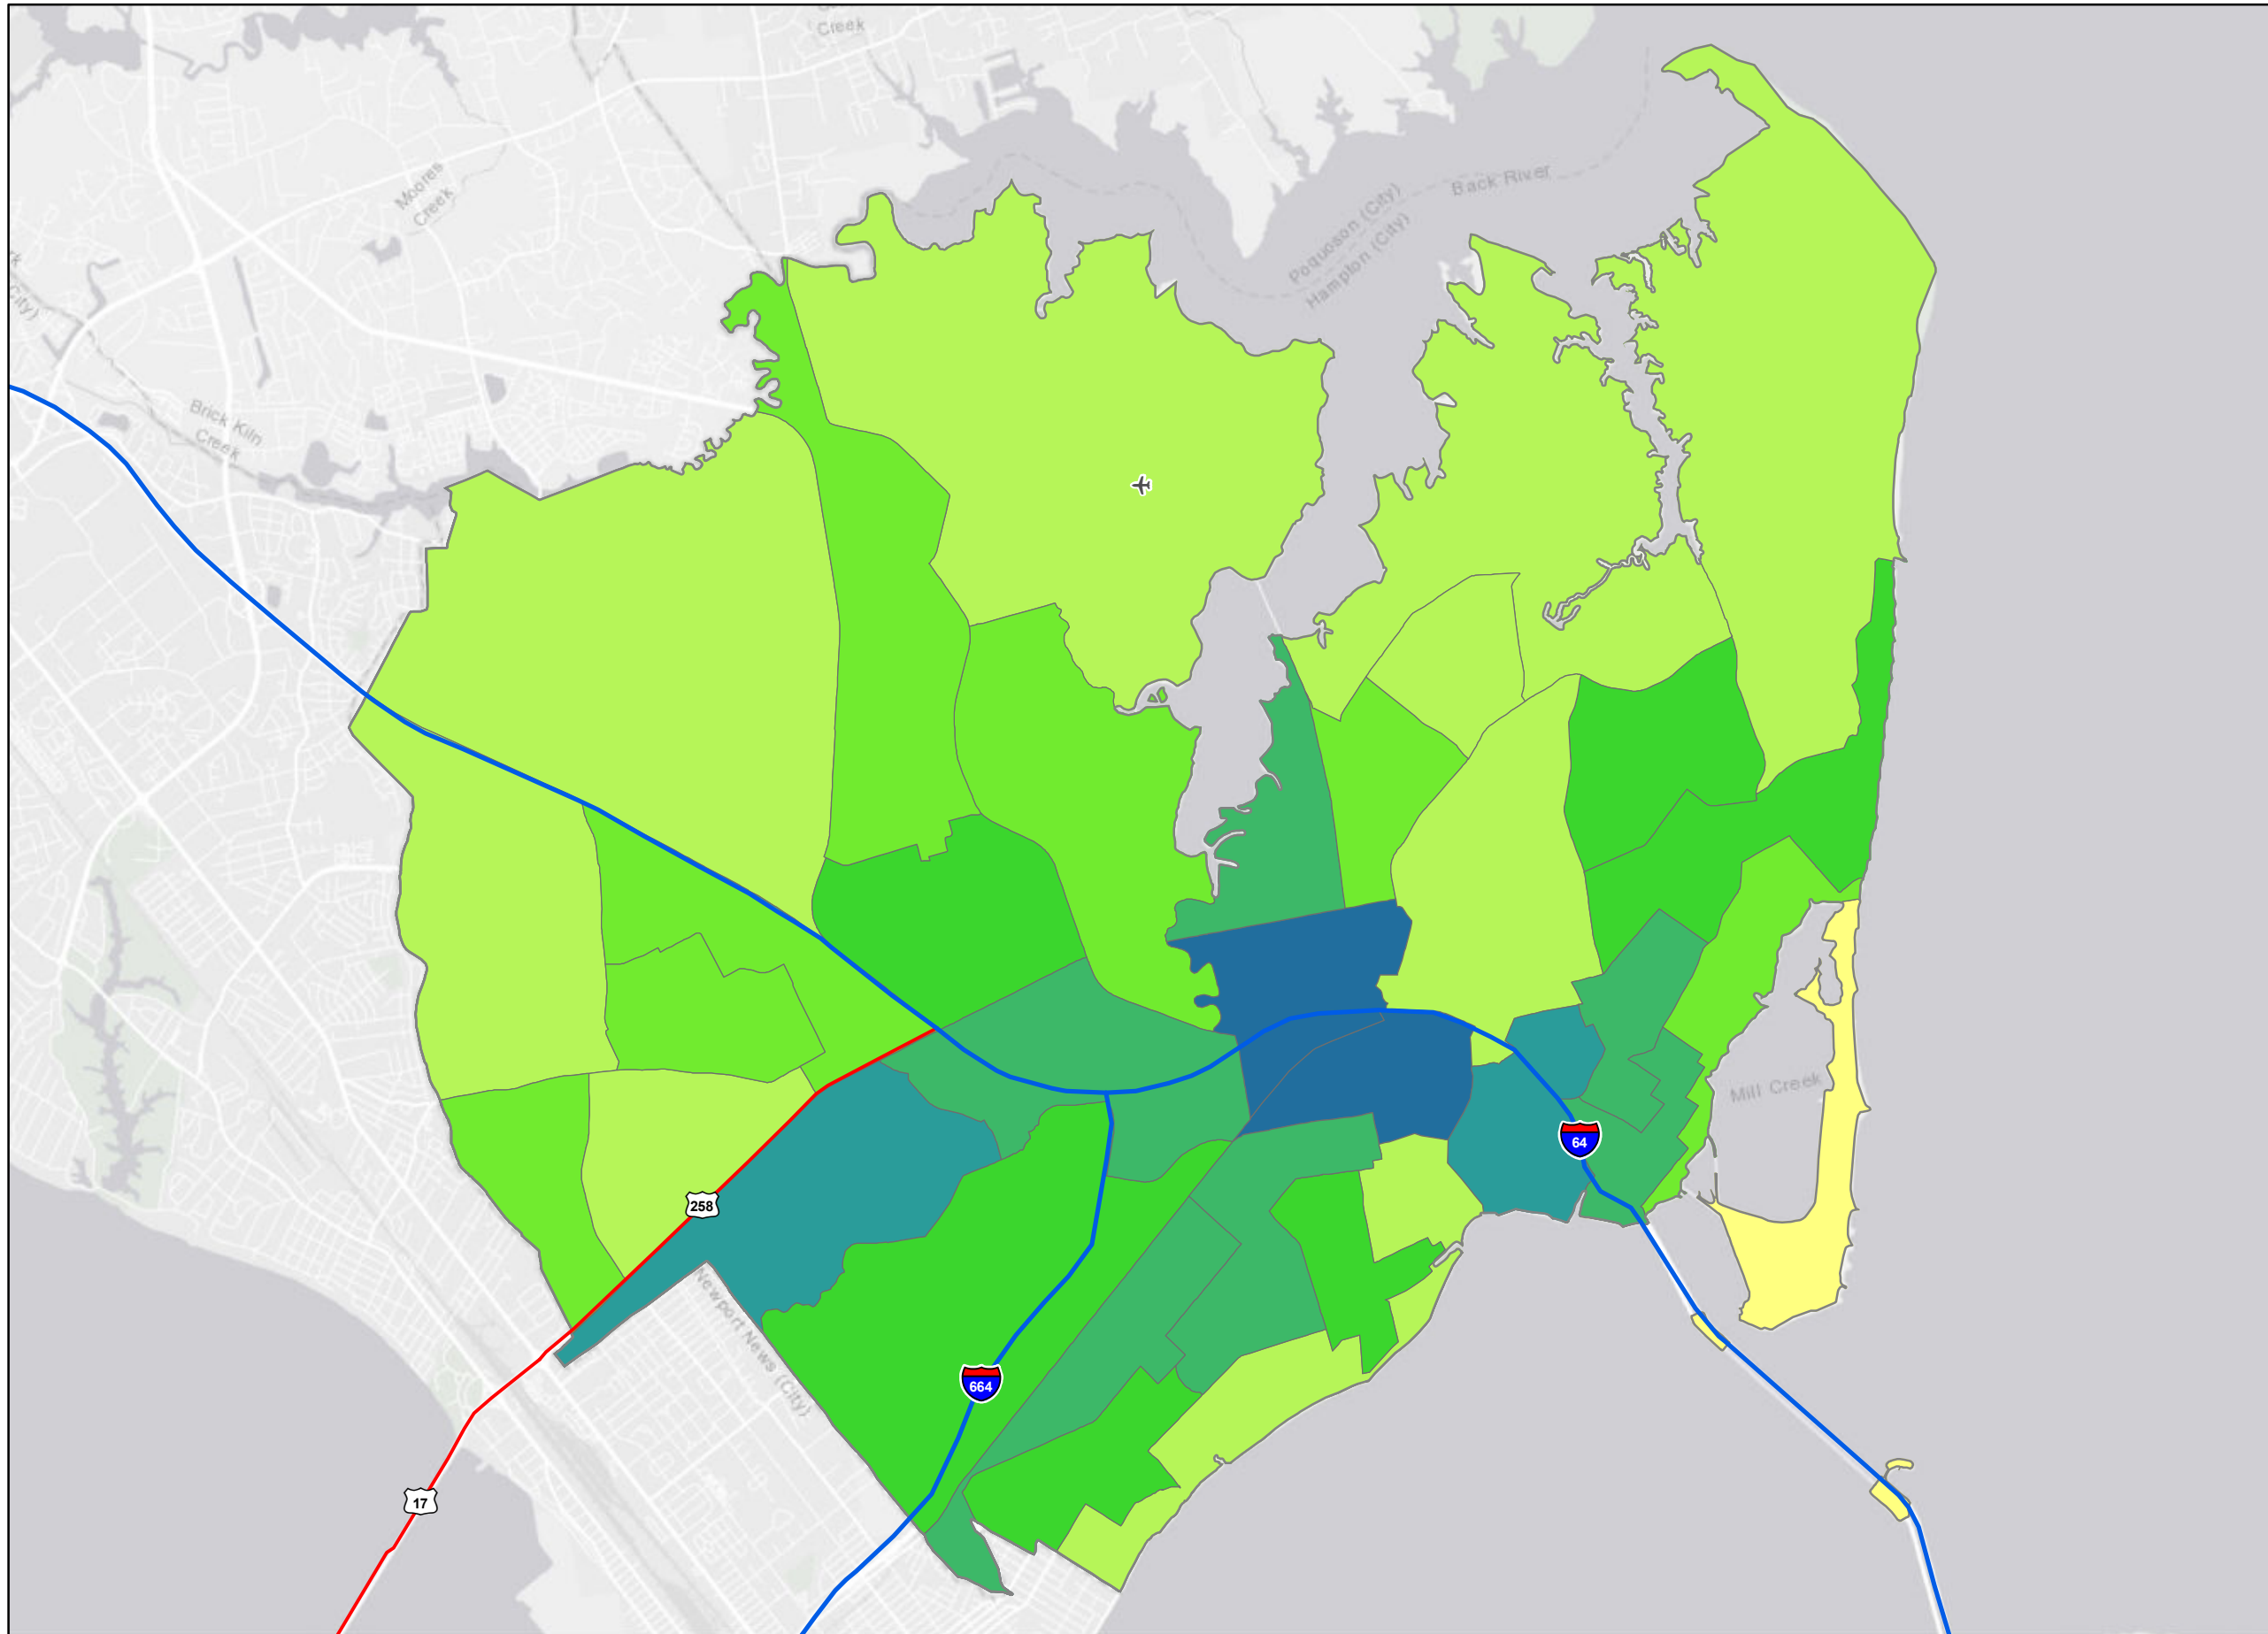 Creek
Moores
Creek
Back River
Poquoson (City)
Hampton (City)
City)
Brick Kiln
Creek
Mill Creek
64
258
Newport News (City)
664
17